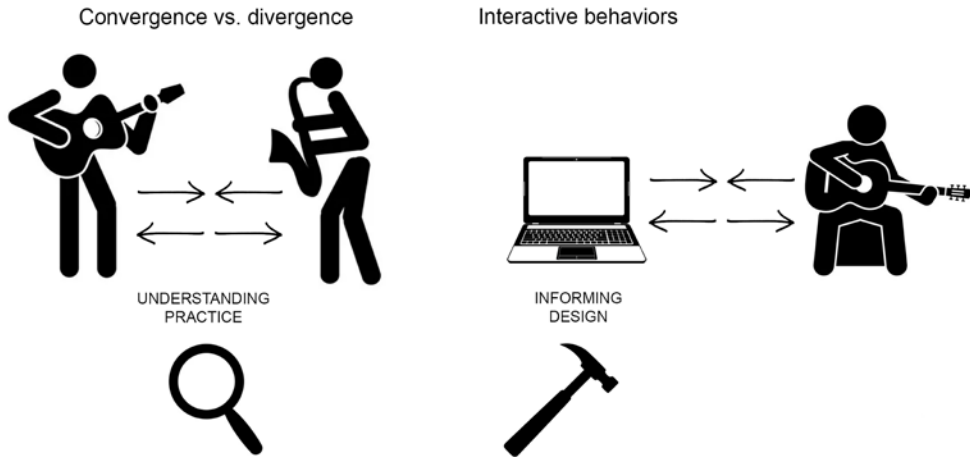 Convergence vs. divergence
Interactive behaviors
UNDERSTANDING
PRACTICE
INFORMING
DESIGN